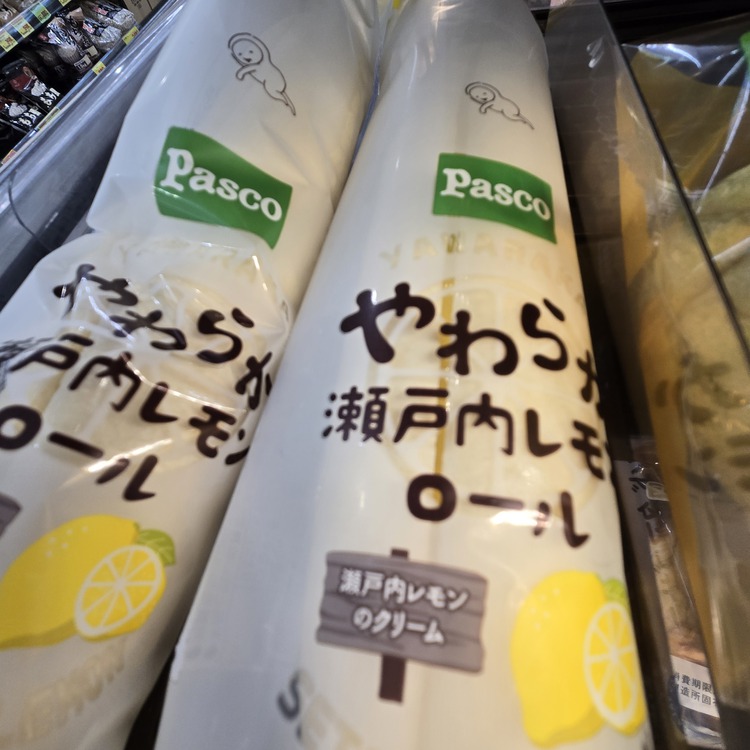 Pasco
やわらか
戸内レモン
ロール
Pasco
やわらか
瀬戸内レモ
ロール
瀬戸内レモン
のクリーム